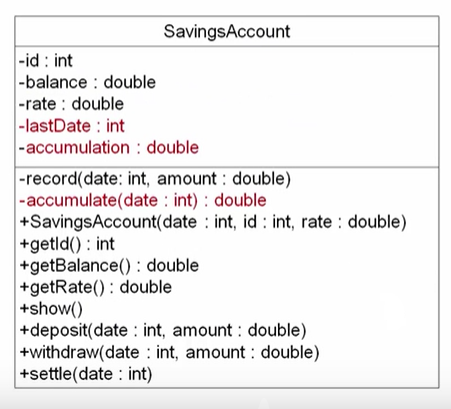 SavingsAccount
-id : int
-balance : double
-rate : double
-lastDate : int
-accumulation : double
-record(date: int, amount : double)
-accumulate(date : int) : double
+SavingsAccount(date : int, id : int, rate : double)
+getId() : int
+getBalance() : double
+getRate() : double
+show()
+deposit(date : int, amount : double)
+withdraw(date : int, amount : double)
+settle(date : int)